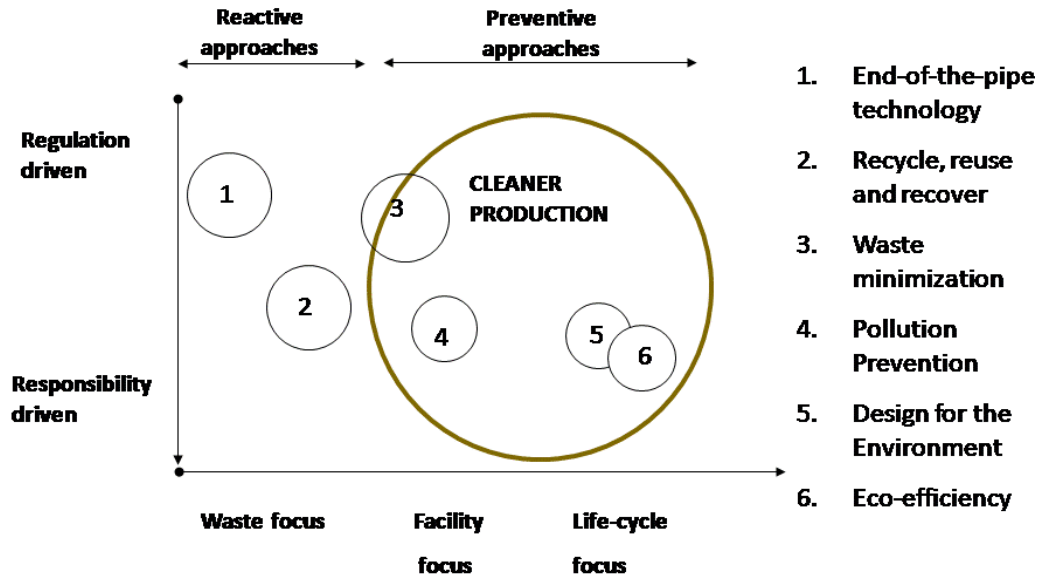 Reactive
approaches
Preventive
approaches
Regulation
driven
Responsibility
driven
CLEANER
PRODUCTION
1
2
3
4
5
6
Waste focus
Facility
focus
Life-cycle
focus
1. End-of-the-pipe
technology
2. Recycle, reuse
and recover
3. Waste
minimization
4. Pollution
Prevention
5. Design for the
Environment
6. Eco-efficiency